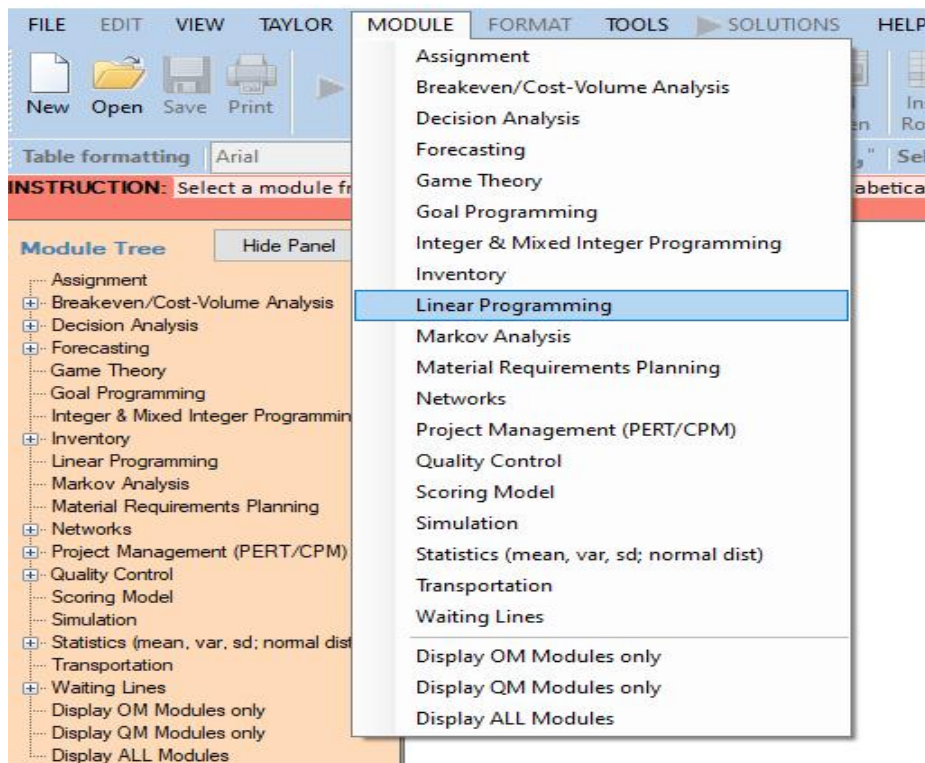 FILE EDIT VIEW TAYLOR MODULE FORMAT TOOLS SOLUTIONS HELP
New Open Save Print
Table formatting Arial
INSTRUCTION: Select a module
Module Tree Hide Panel
Assignment
Breakeven/Cost-Volume Analysis
Decision Analysis
Forecasting
Game Theory
Goal Programming
Integer & Mixed Integer Programmin
Inventory
Linear Programming
Markov Analysis
Material Requirements Planning
Networks
Project Management (PERT/CPM)
Quality Control
Scoring Model
Simulation
Statistics (mean, var, sd; normal dist
Transportation
Waiting Lines
Display OM Modules only
Display QM Modules only
Display ALL Modules
Assignment
Breakeven/Cost-Volume Analysis
Decision Analysis
Forecasting
Game Theory
Goal Programming
Integer & Mixed Integer Programming
Inventory
Linear Programming
Markov Analysis
Material Requirements Planning
Networks
Project Management (PERT/CPM)
Quality Control
Scoring Model
Simulation
Statistics (mean, var, sd; normal dist)
Transportation
Waiting Lines
Display OM Modules only
Display QM Modules only
Display ALL Modules